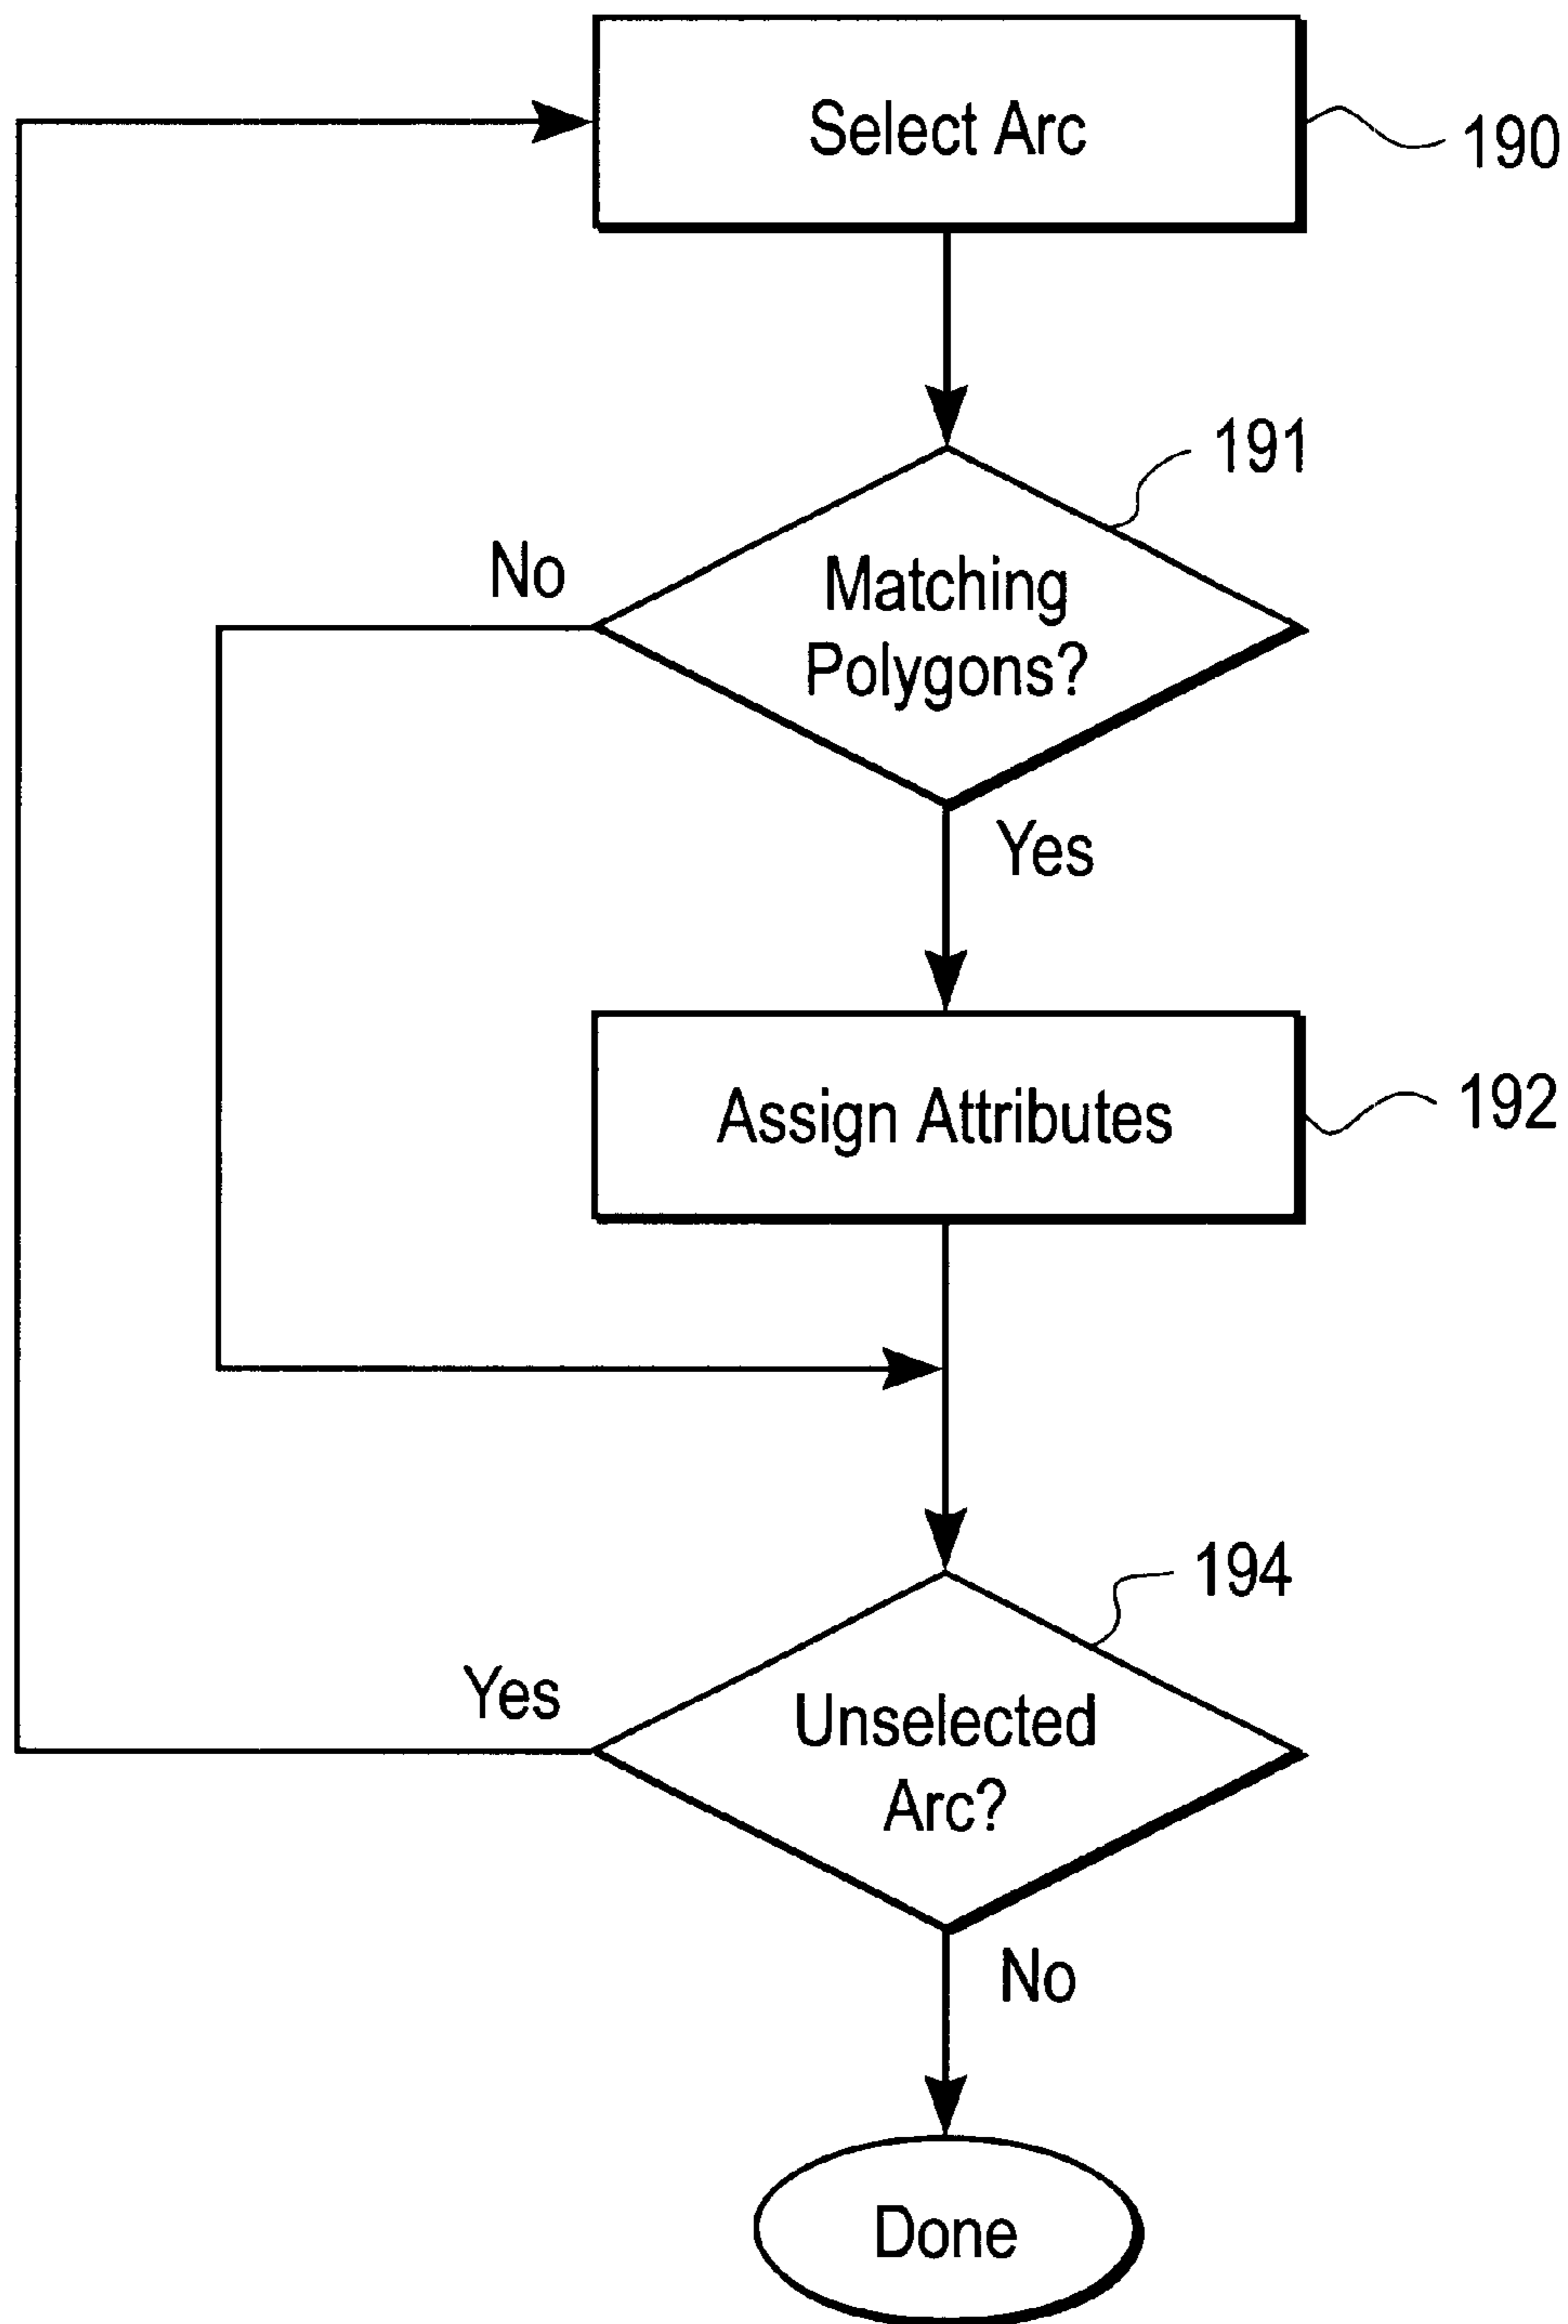 Select Arc
190
191
No
Matching
Polygons?
Yes
Assign Attributes
192
194
Yes
Unselected
Arc?
No
Done